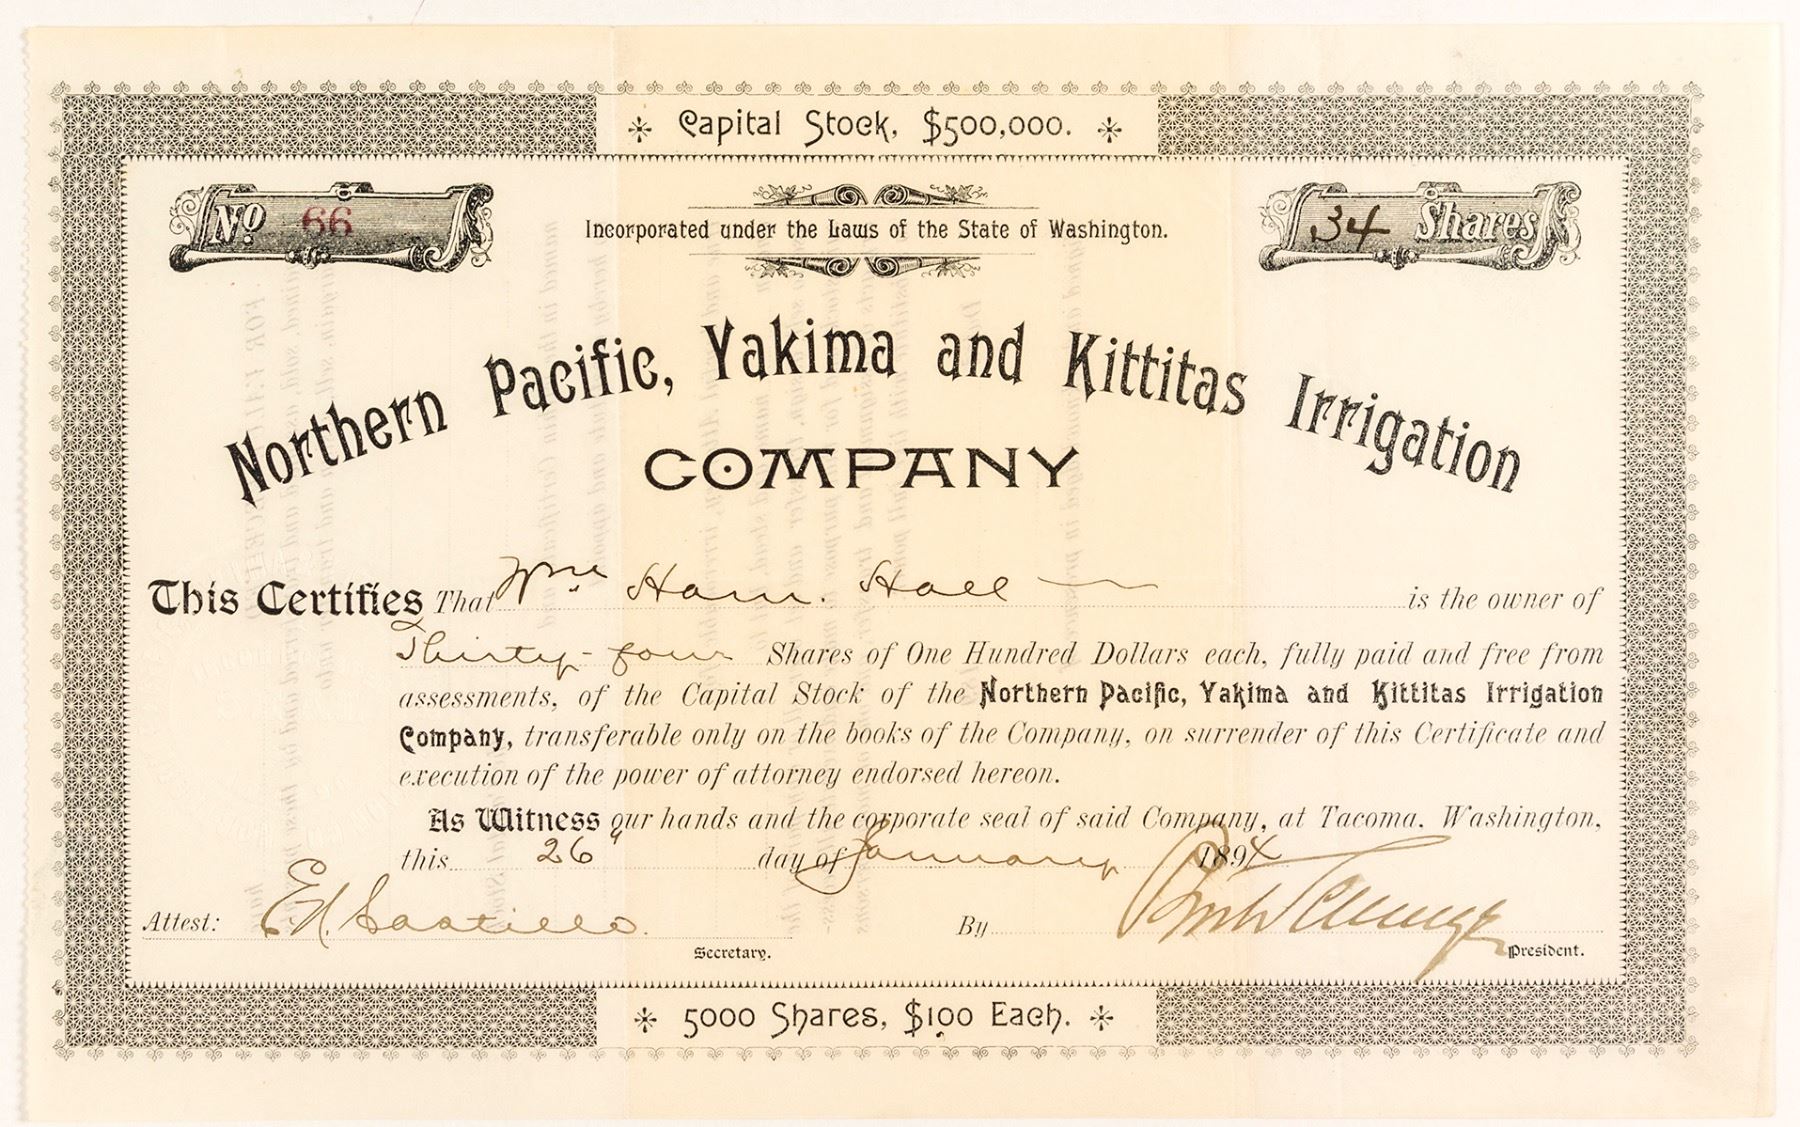 Capital Stock, $500,000.
No 66
Incorporated under the Laws of the State of Washington.
34 Shares
Northern Pacific, Yakima and Kittitas Irrigation
COMPANY
This Certifies That Wm Ham. Hall is the owner of
Thirty-four Shares of One Hundred Dollars each, fully paid and free from
assessments, of the Capital Stock of the Northern Pacific, Yakima and Kittitas Irrigation
Company, transferable only on the books of the Company, on surrender of this Certificate and
execution of the power of attorney endorsed hereon.
As Witness our hands and the corporate seal of said Company, at Tacoma, Washington,
this 26" day of January 1894
Attest: Castillo.
By
Secretary.
President.
5000 Shares, $100 Each.